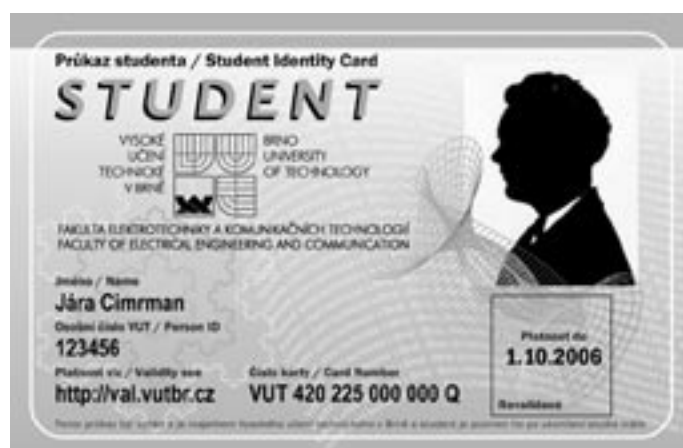 Průkaz studenta / Student Identity Card
STUDENT
VYSOKÉ
UČENÍ
TECHNICKÉ
V BRNĚ
BRNO
UNIVERSITY
OF TECHNOLOGY
FAKULTA ELEKTROTECHNIKY A KOMUNIKAČNÍCH TECHNOLOGIÍ
FACULTY OF ELECTRICAL ENGINEERING AND COMMUNICATION
Jméno / Name
Jára Cimrman
Osobní číslo VUT / Person ID
123456
Platnost viz / Validity see
http://val.vutbr.cz
Číslo karty / Card Number
VUT 420 225 000 000 Q
Platnost do
1.10.2006
Revalidace